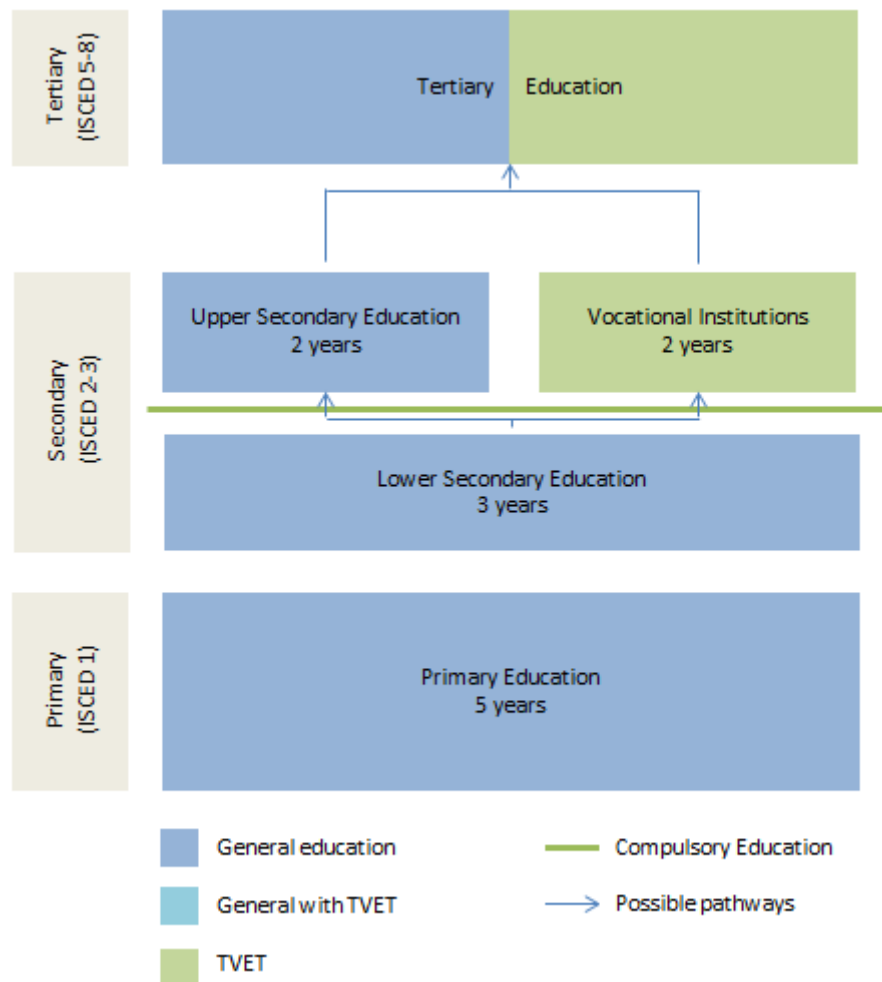 Tertiary
(ISCED 5-8)
Tertiary Education
Secondary
(ISCED 2-3)
Upper Secondary Education
2 years
Vocational Institutions
2 years
Lower Secondary Education
3 years
Primary
(ISCED 1)
Primary Education
5 years
General education
Compulsory Education
General with TVET
Possible pathways
TVET